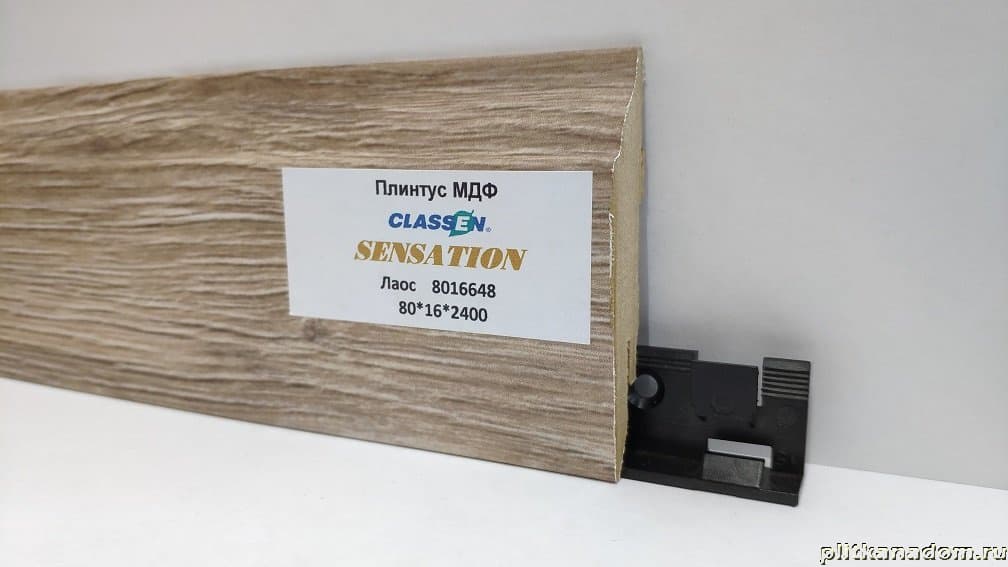 Плинтус МДФ
CLASSEN®
SENSATION
Лаос 8016648
80*16*2400
plitkanadom.ru